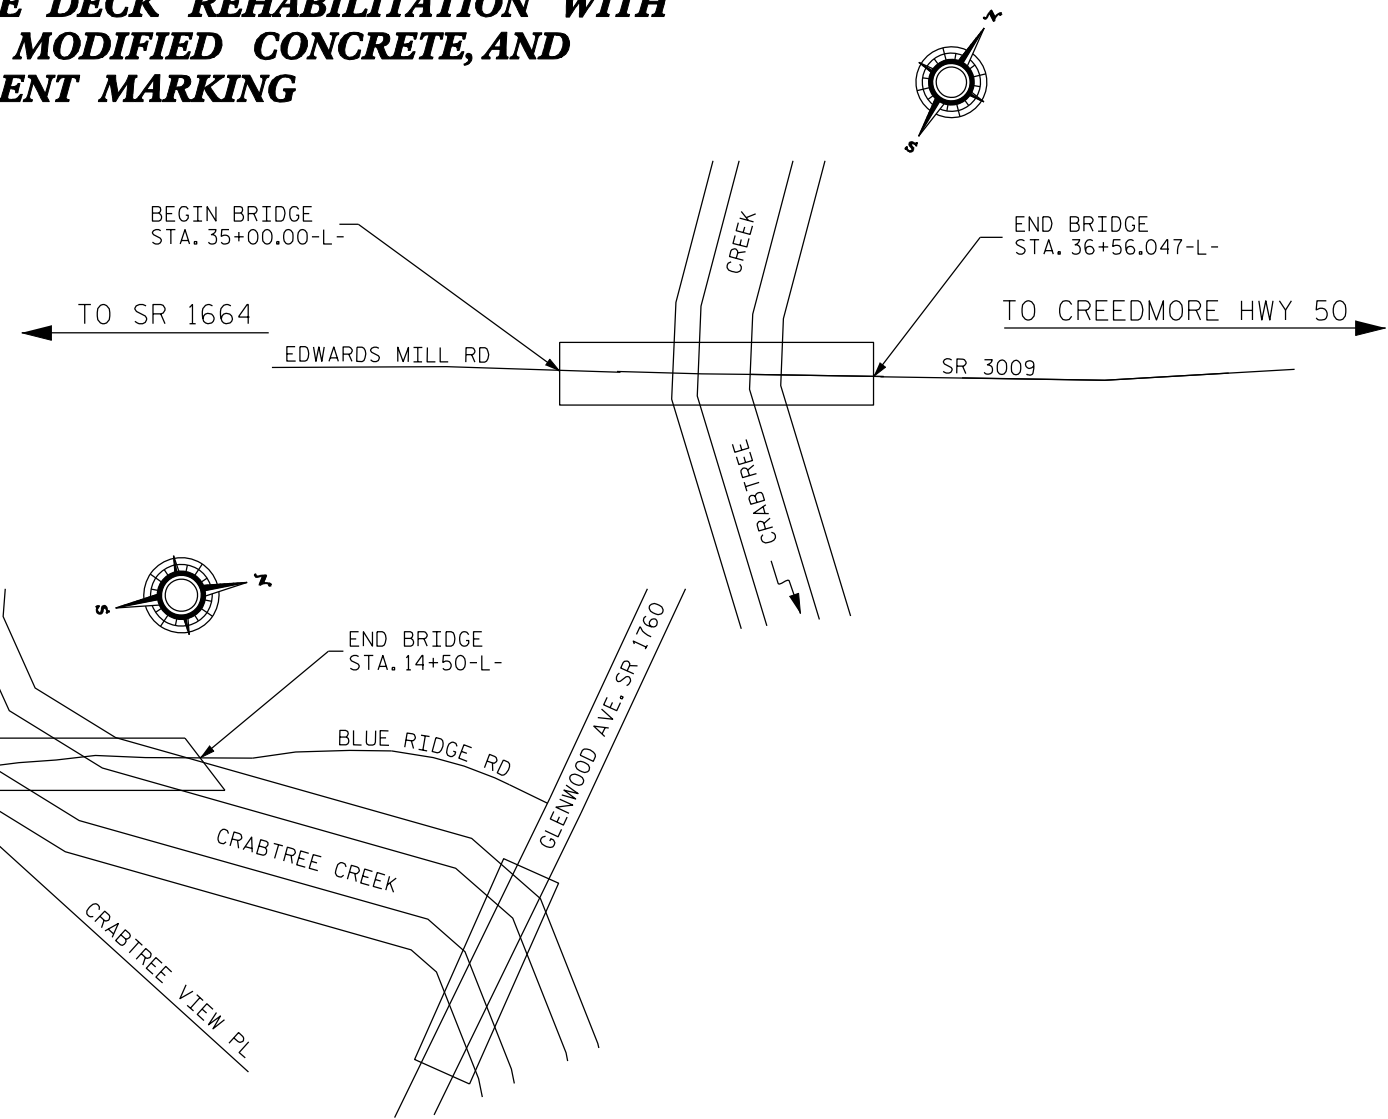 E DECK REHABILITATION WITH
MODIFIED CONCRETE, AND
ENT MARKING
N
S
BEGIN BRIDGE
STA. 35+00.00-L-
CREEK
END BRIDGE
STA. 36+56.047-L-
TO SR 1664
TO CREEDMORE HWY 50
EDWARDS MILL RD
SR 3009
CRABTREE
N
S
END BRIDGE
STA. 14+50-L-
GLENWOOD AVE. SR 1760
BLUE RIDGE RD
CRABTREE CREEK
CRABTREE VIEW PL